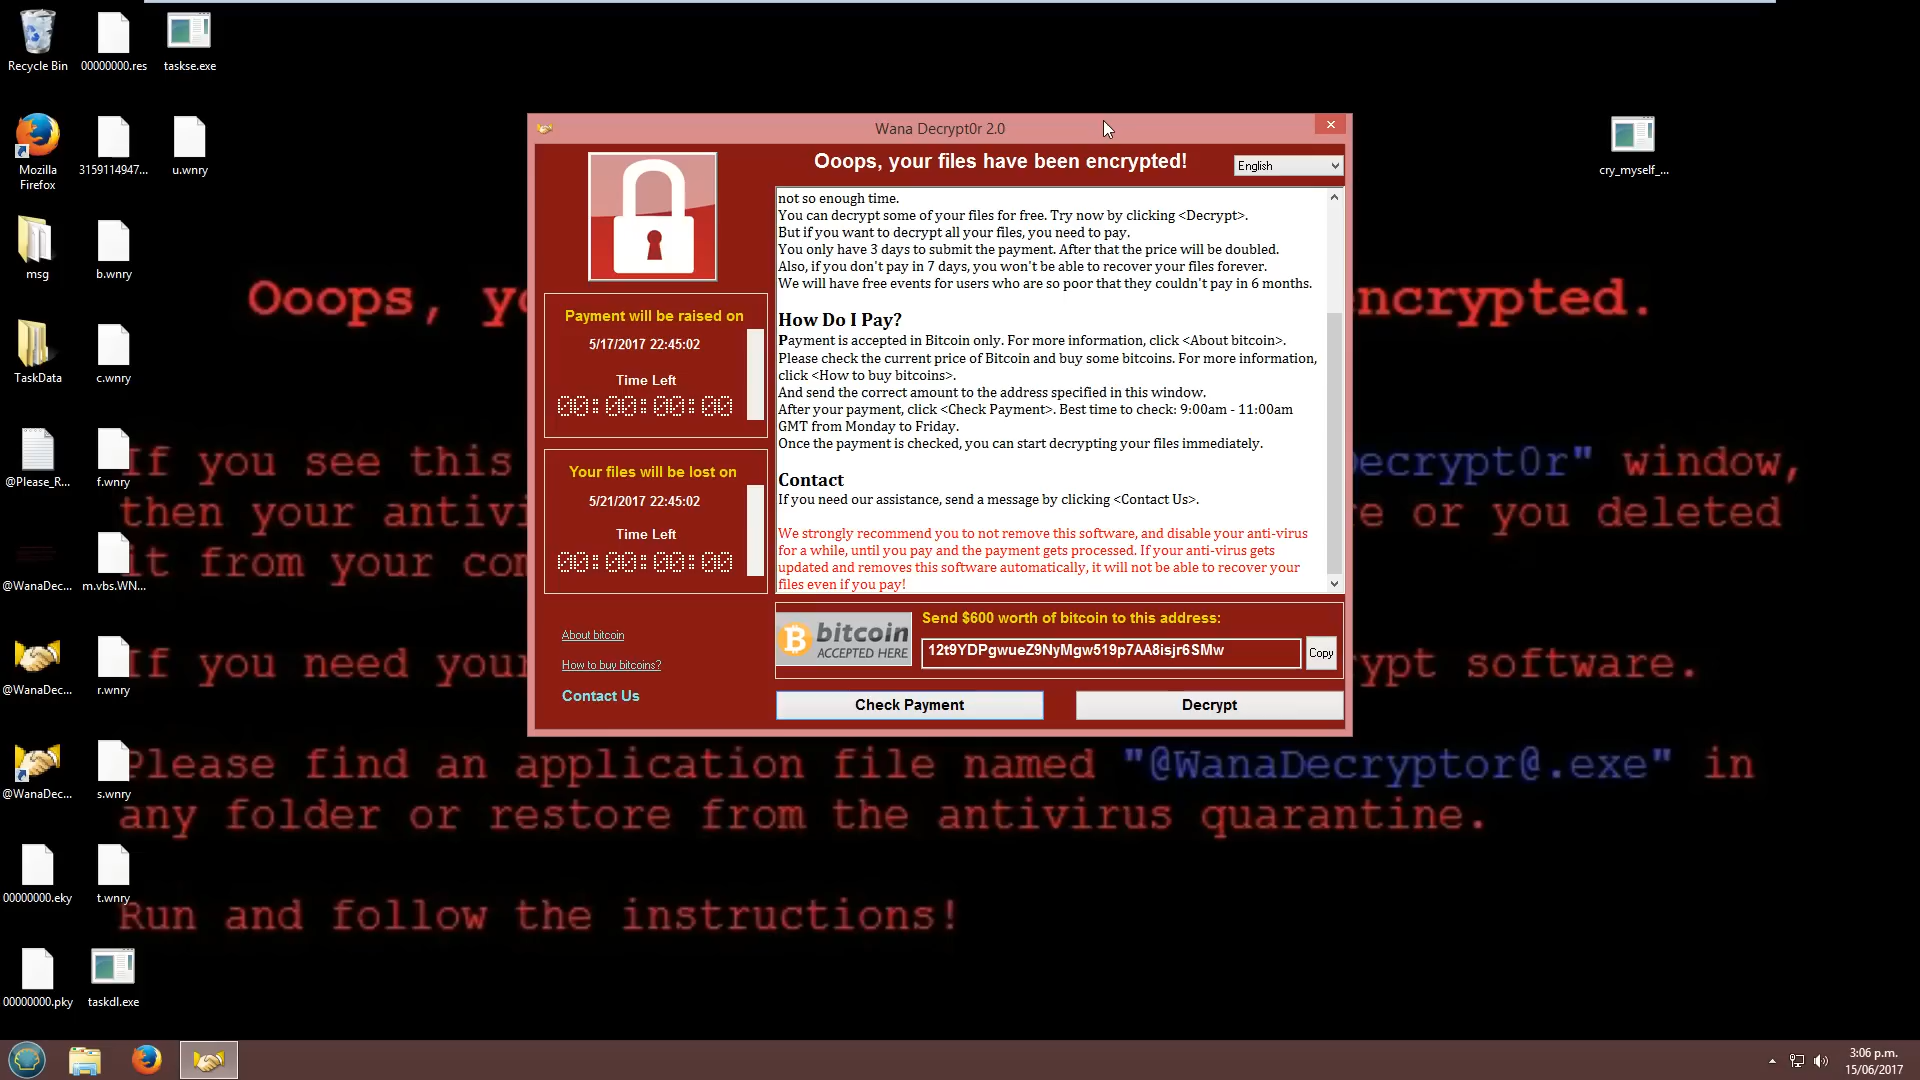 Recycle Bin
00000000.res
taskse.exe
Mozilla
Firefox
3159114947...
u.wnry
msg
b.wnry
TaskData
c.wnry
@Please_R...
f.wnry
@WanaDec...
m.vbs.WN...
@WanaDec...
r.wnry
@WanaDec...
s.wnry
00000000.eky
t.wnry
00000000.pky
taskdl.exe
cry_myself_...
Ooops, yo
ncrypted.
If you see this
ecrypt0r" window,
then your antivi
e or you deleted
it from your com
If you need your
ypt software.
Please find an application file named "@WanaDecryptor@.exe" in
any folder or restore from the antivirus quarantine.
Run and follow the instructions!
Wana Decrypt0r 2.0
Ooops, your files have been encrypted!
English
Payment will be raised on
5/17/2017 22:45:02
Time Left
00:00:00:00
Your files will be lost on
5/21/2017 22:45:02
Time Left
00:00:00:00
About bitcoin
How to buy bitcoins?
Contact Us
not so enough time.
You can decrypt some of your files for free. Try now by clicking <Decrypt>.
But if you want to decrypt all your files, you need to pay.
You only have 3 days to submit the payment. After that the price will be doubled.
Also, if you don't pay in 7 days, you won't be able to recover your files forever.
We will have free events for users who are so poor that they couldn't pay in 6 months.
How Do I Pay?
Payment is accepted in Bitcoin only. For more information, click <About bitcoin>.
Please check the current price of Bitcoin and buy some bitcoins. For more information,
click <How to buy bitcoins>.
And send the correct amount to the address specified in this window.
After your payment, click <Check Payment>. Best time to check: 9:00am - 11:00am
GMT from Monday to Friday.
Once the payment is checked, you can start decrypting your files immediately.
Contact
If you need our assistance, send a message by clicking <Contact Us>.
We strongly recommend you to not remove this software, and disable your anti-virus
for a while, until you pay and the payment gets processed. If your anti-virus gets
updated and removes this software automatically, it will not be able to recover your
files even if you pay!
bitcoin
ACCEPTED HERE
Send $600 worth of bitcoin to this address:
12t9YDPgwueZ9NyMgw519p7AA8isjr6SMw
Copy
Check Payment
Decrypt
3:06 p.m.
15/06/2017